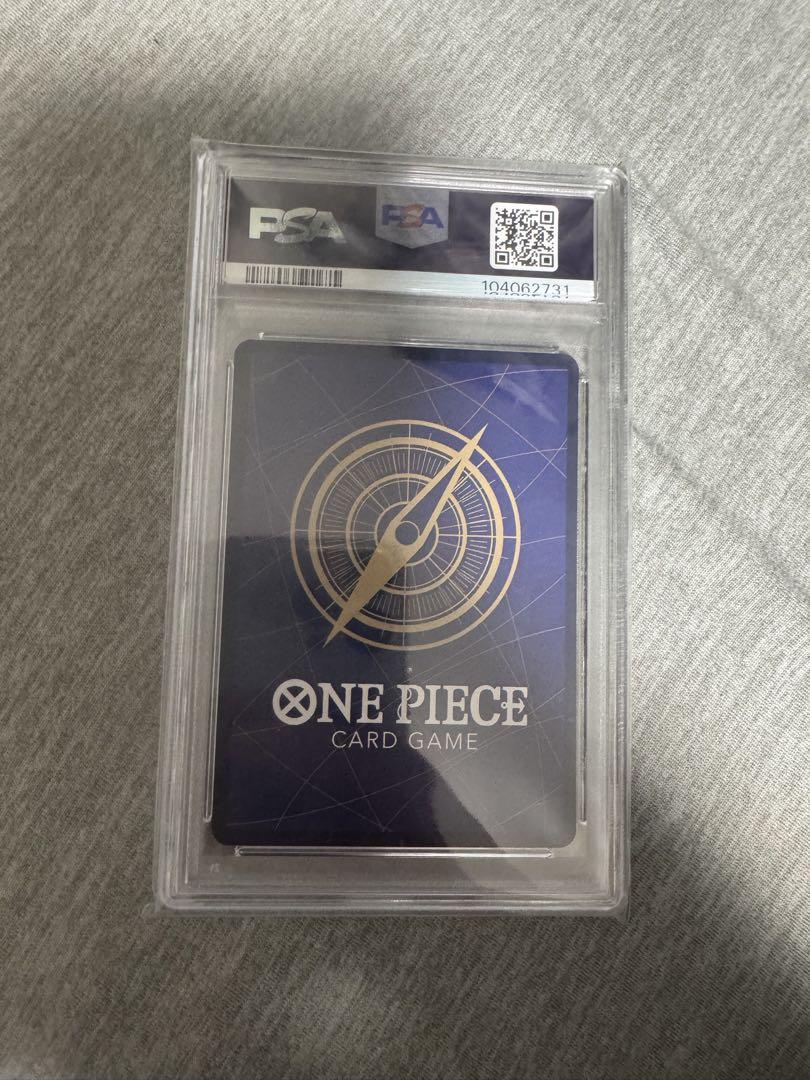 PSA
PSA
104062731
ONE PIECE
CARD GAME